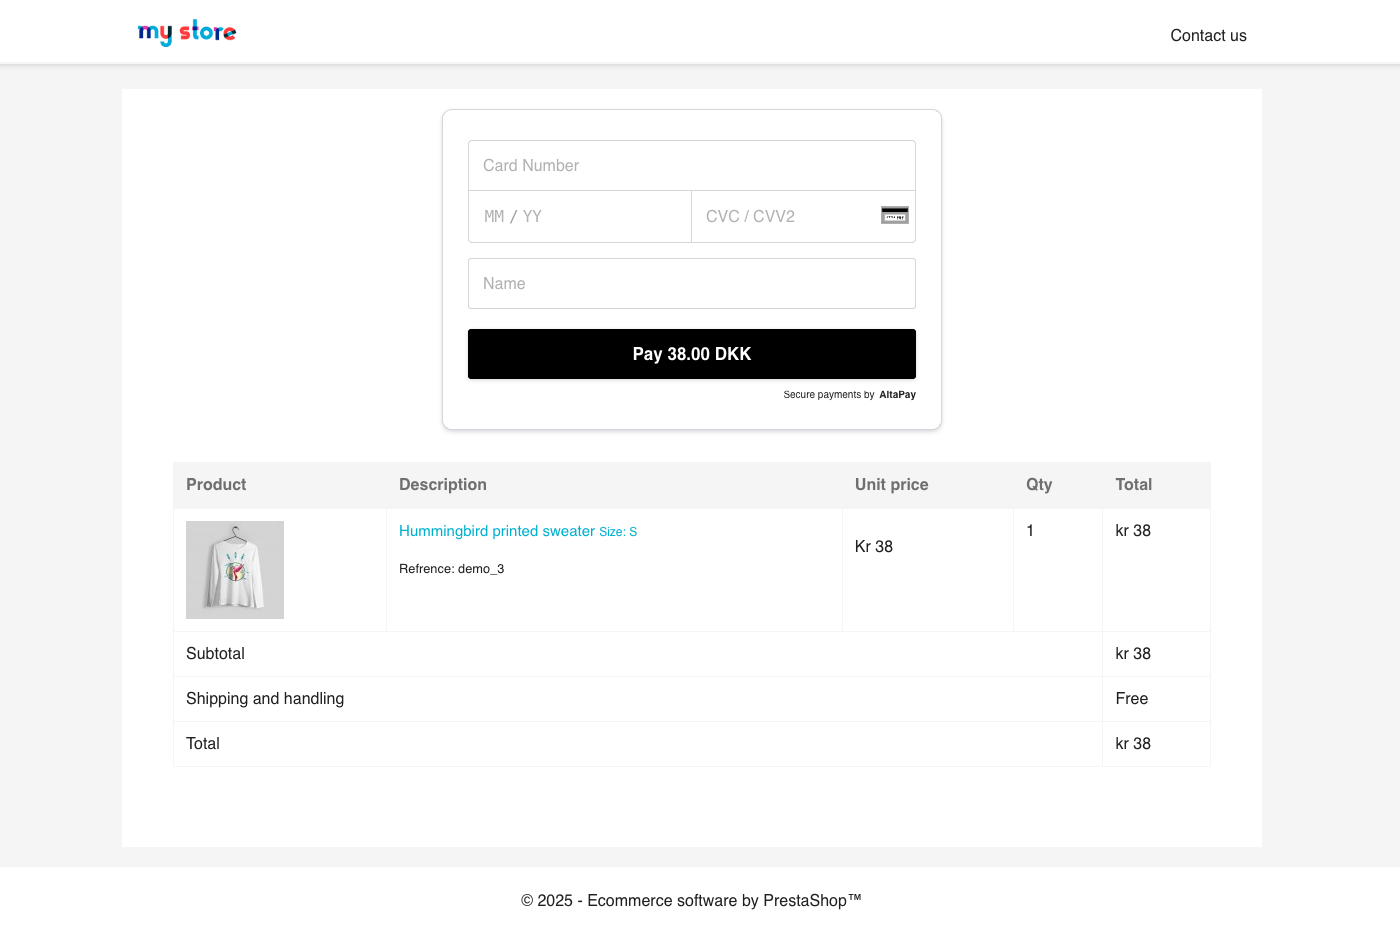 my store
Contact us
Card Number
MM / YY
CVC / CVV2
Name
Pay 38.00 DKK
Secure payments by AltaPay
Product Description Unit price Qty Total
Hummingbird printed sweater Size: S
1
kr 38
Kr 38
Refrence: demo_3
Subtotal kr 38
Shipping and handling Free
Total kr 38
© 2025 - Ecommerce software by PrestaShop™